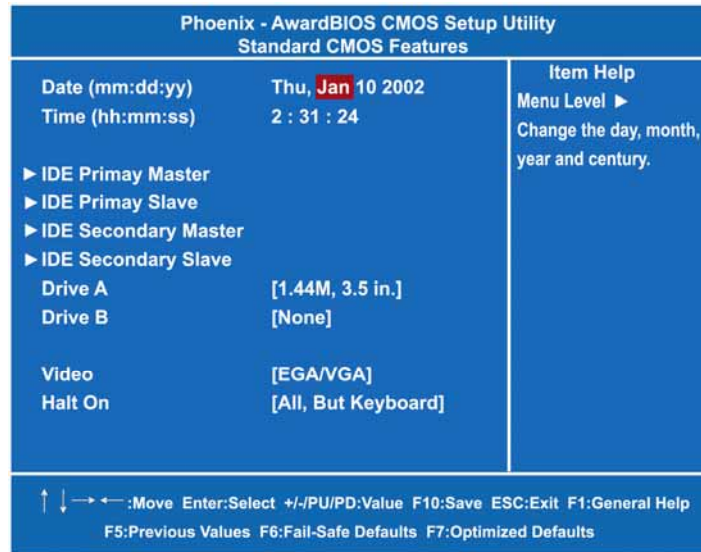 Phoenix - AwardBIOS CMOS Setup Utility
Standard CMOS Features
Date (mm:dd:yy) Thu, Jan 10 2002
Time (hh:mm:ss) 2 : 31 : 24
► IDE Primay Master
► IDE Primay Slave
► IDE Secondary Master
► IDE Secondary Slave
Drive A [1.44M, 3.5 in.]
Drive B [None]
Video [EGA/VGA]
Halt On [All, But Keyboard]
Item Help
Menu Level ►
Change the day, month,
year and century.
↑ ↓ → ← :Move Enter:Select +/-/PU/PD:Value F10:Save ESC:Exit F1:General Help
F5:Previous Values F6:Fail-Safe Defaults F7:Optimized Defaults